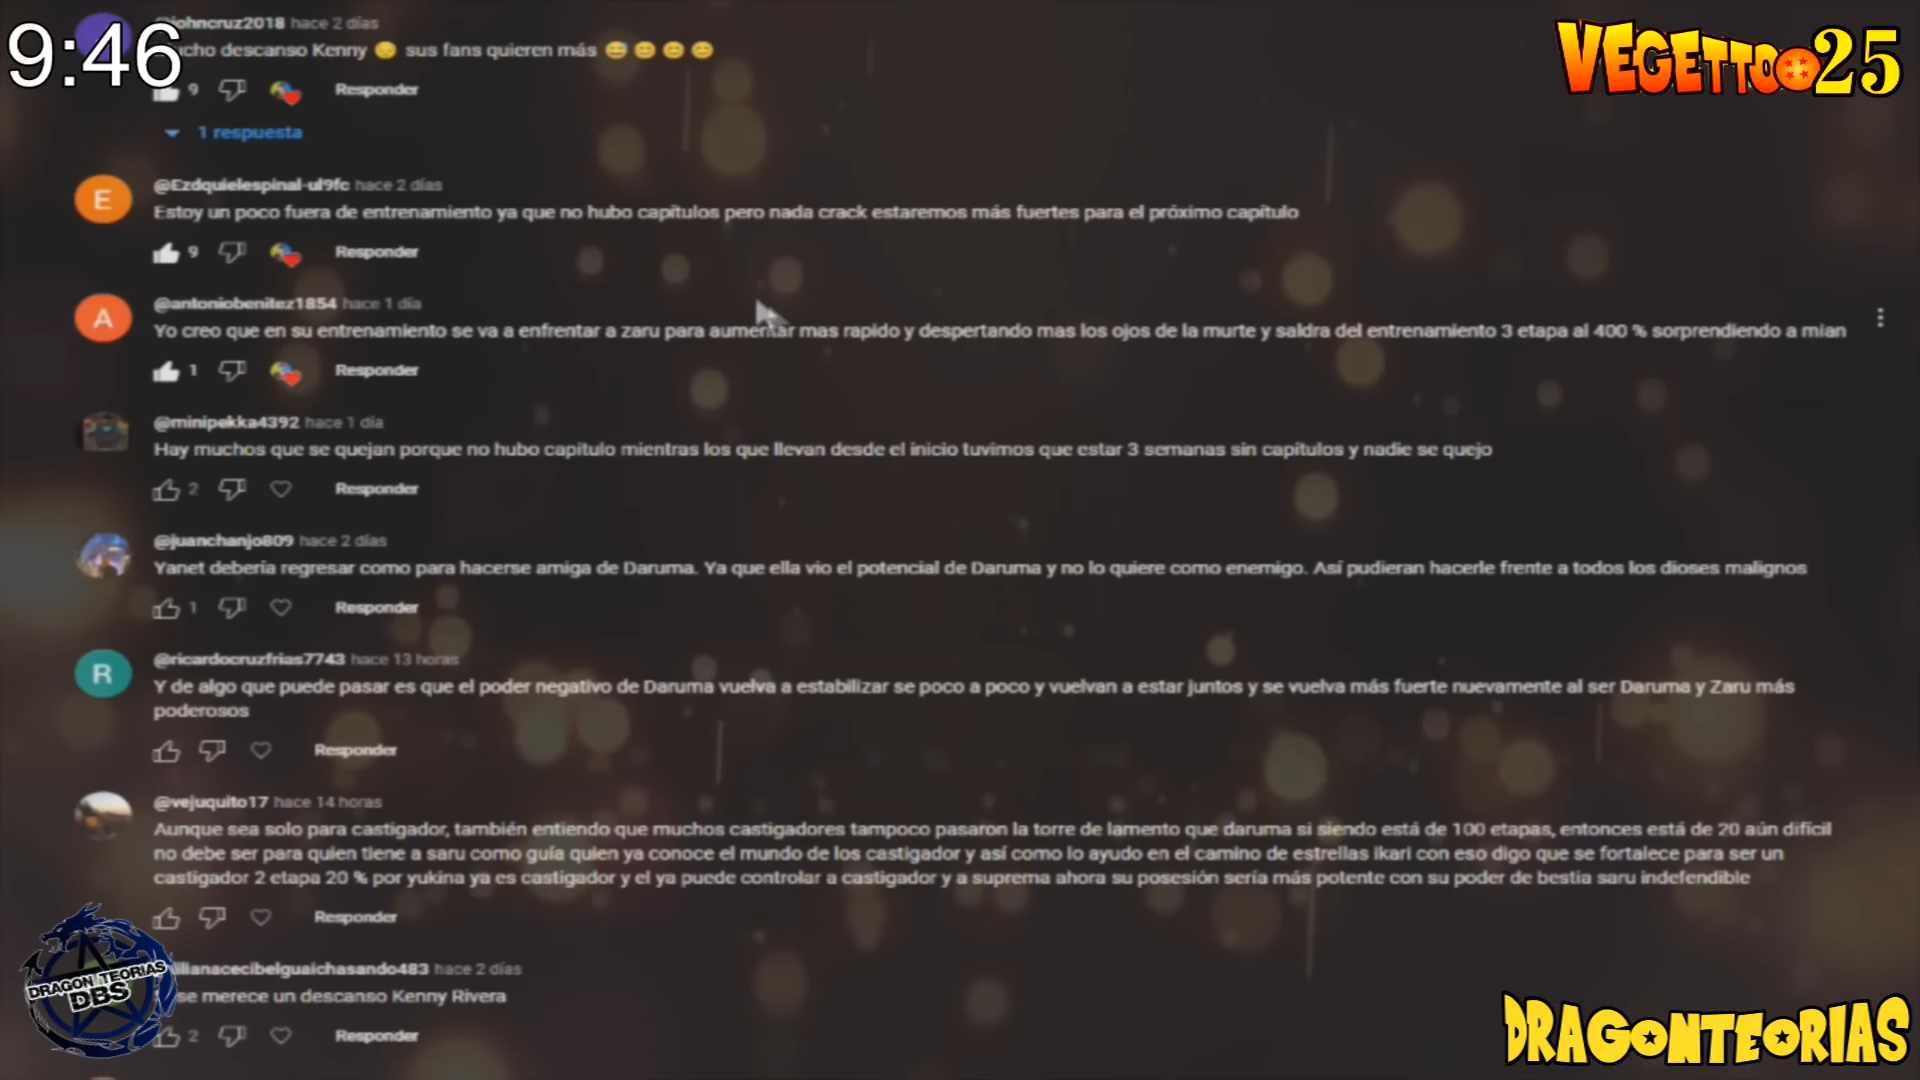 @johncruz2018 hace 2 días
9:46
cho descanso Kenny 😔 sus fans quieren más 😅 😊 😊 😊
VEGETTO 25
9 Responder
1 respuesta
E
@Ezdquielespinal-ul9fc hace 2 días
Estoy un poco fuera de entrenamiento ya que no hubo capítulos pero nada crack estaremos más fuertes para el próximo capítulo
9 Responder
A
@antoniobenitez1854 hace 1 día
Yo creo que en su entrenamiento se va a enfrentar a zaru para aumentar mas rapido y despertando mas los ojos de la murte y saldra del entrenamiento 3 etapa al 400 % sorprendiendo a mian
1 Responder
@minipekka4392 hace 1 día
Hay muchos que se quejan porque no hubo capitulo mientras los que llevan desde el inicio tuvimos que estar 3 semanas sin capítulos y nadie se quejo
2 Responder
@juanchanjo809 hace 2 días
Yanet debería regresar como para hacerse amiga de Daruma. Ya que ella vio el potencial de Daruma y no lo quiere como enemigo. Así pudieran hacerle frente a todos los dioses malignos
1 Responder
R
@ricardocruzfrias7743 hace 13 horas
Y de algo que puede pasar es que el poder negativo de Daruma vuelva a estabilizar se poco a poco y vuelvan a estar juntos y se vuelva más fuerte nuevamente al ser Daruma y Zaru más
poderosos
Responder
@vejuquito17 hace 14 horas
Aunque sea solo para castigador, también entiendo que muchos castigadores tampoco pasaron la torre de lamento que daruma si siendo está de 100 etapas, entonces está de 20 aún difícil
no debe ser para quien tiene a saru como guía quien ya conoce el mundo de los castigador y así como lo ayudo en el camino de estrellas ikari con eso digo que se fortalece para ser un
castigador 2 etapa 20 % por yukina ya es castigador y el ya puede controlar a castigador y a suprema ahora su posesión sería más potente con su poder de bestia saru indefendible
Responder
lilianacecibelguaichasando483 hace 2 días
se merece un descanso Kenny Rivera
2 Responder
DRAGON TEORIAS
DBS
DRAGONTEORIAS